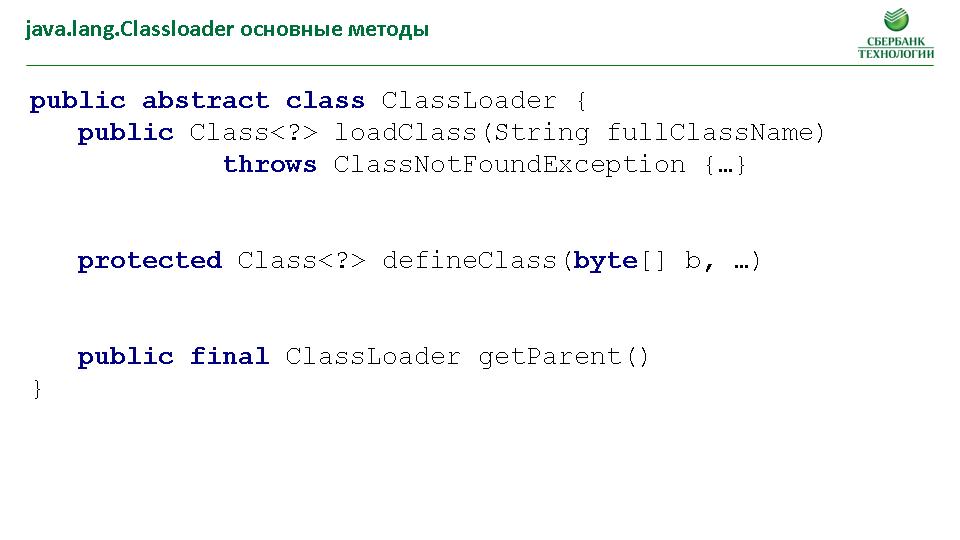 java.lang.Classloader основные методы
СБЕРБАНК
ТЕХНОЛОГИИ
public abstract class ClassLoader {
public Class<?> loadClass(String fullClassName)
throws ClassNotFoundException {…}
protected Class<?> defineClass(byte[] b, …)
public final ClassLoader getParent()
}